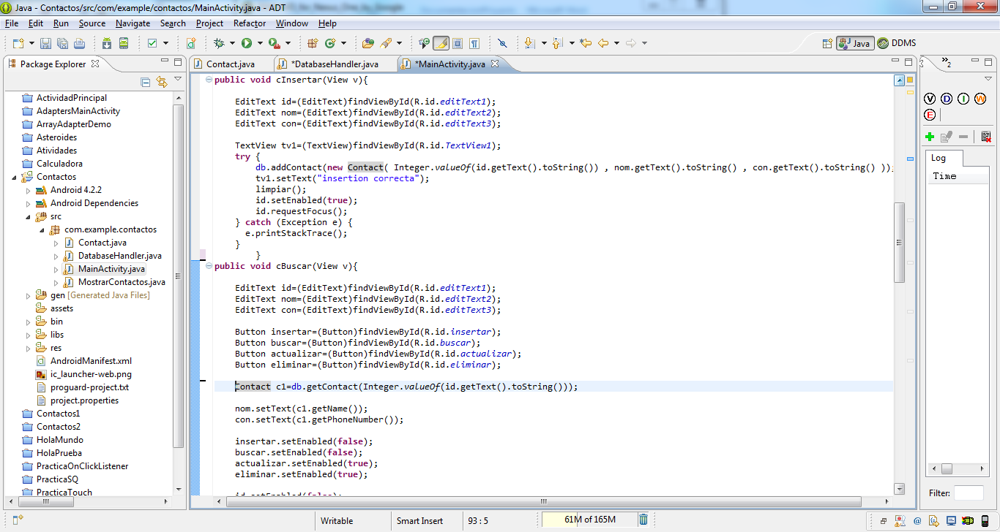 Java - Contactos/src/com/example/contactos/MainActivity.java - ADT
File Edit Run Source Navigate Search Project Refactor Window Help
Java DDMS
Package Explorer
Contact.java *DatabaseHandler.java *MainActivity.java
2
ActividadPrincipal
AdaptersMainActivity
ArrayAdapterDemo
Asteroides
Atividades
Calculadora
Contactos
Android 4.2.2
Android Dependencies
src
com.example.contactos
Contact.java
DatabaseHandler.java
MainActivity.java
MostrarContactos.java
gen [Generated Java Files]
assets
bin
libs
res
AndroidManifest.xml
ic_launcher-web.png
proguard-project.txt
project.properties
Contactos1
Contactos2
HolaMundo
HolaPrueba
PracticaOnClickListener
PracticaSQ
PracticaTouch
public void cInsertar(View v){
EditText id=(EditText)findViewById(R.id.editText1);
EditText nom=(EditText)findViewById(R.id.editText2);
EditText con=(EditText)findViewById(R.id.editText3);
TextView tv1=(TextView)findViewById(R.id.TextView1);
try {
db.addContact(new Contact( Integer.valueOf(id.getText().toString()) , nom.getText().toString() , con.getText().toString() ));
tv1.setText("insertion correcta");
limpiar();
id.setEnabled(true);
id.requestFocus();
} catch (Exception e) {
e.printStackTrace();
}
}
public void cBuscar(View v){
EditText id=(EditText)findViewById(R.id.editText1);
EditText nom=(EditText)findViewById(R.id.editText2);
EditText con=(EditText)findViewById(R.id.editText3);
Button insertar=(Button)findViewById(R.id.insertar);
Button buscar=(Button)findViewById(R.id.buscar);
Button actualizar=(Button)findViewById(R.id.actualizar);
Button eliminar=(Button)findViewById(R.id.eliminar);
Contact c1=db.getContact(Integer.valueOf(id.getText().toString()));
nom.setText(c1.getName());
con.setText(c1.getPhoneNumber());
insertar.setEnabled(false);
buscar.setEnabled(false);
actualizar.setEnabled(true);
eliminar.setEnabled(true);
id.setEnabled(false);
V D I W
E
Log
Time
Filter:
Writable Smart Insert 93 : 5 61M of 165M